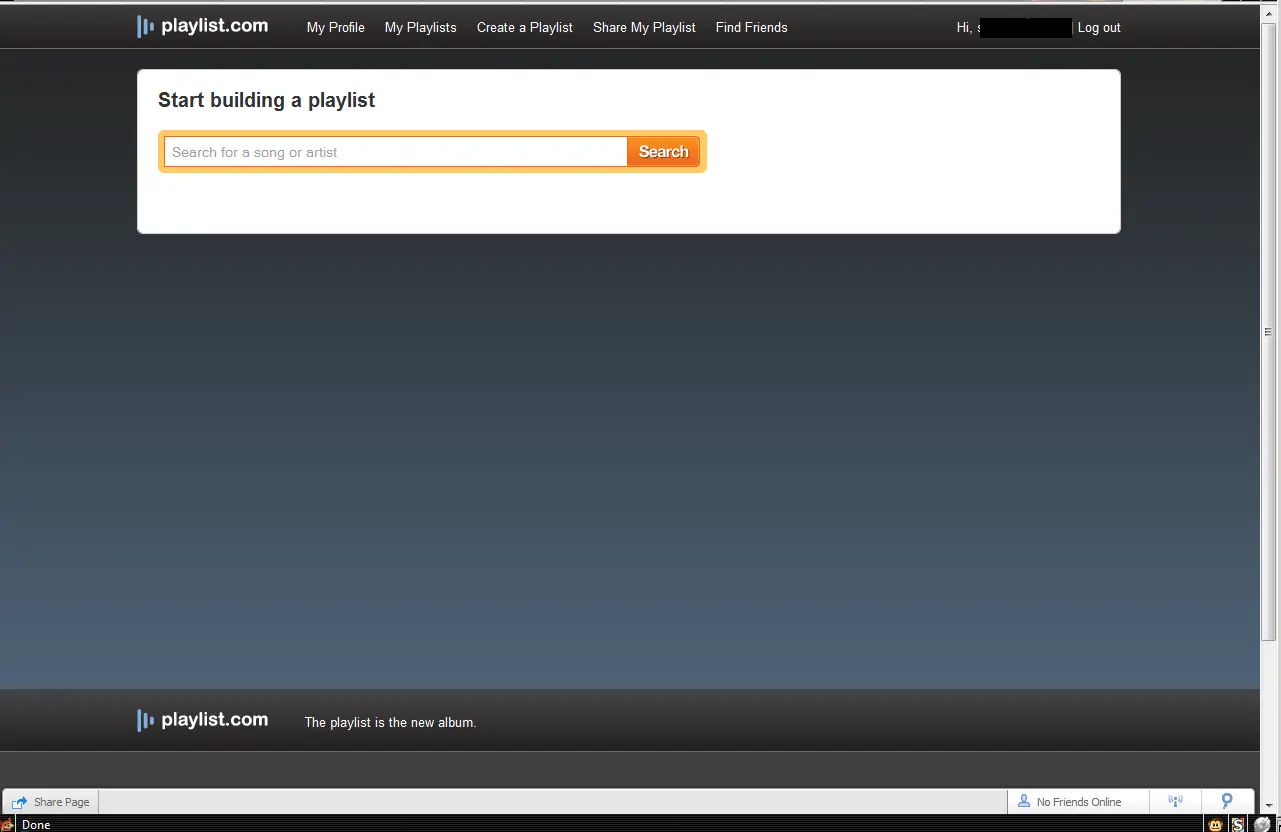 playlist.com My Profile My Playlists Create a Playlist Share My Playlist Find Friends Hi, s | Log out
Start building a playlist
Search for a song or artist Search
playlist.com The playlist is the new album.
Share Page No Friends Online
Done S